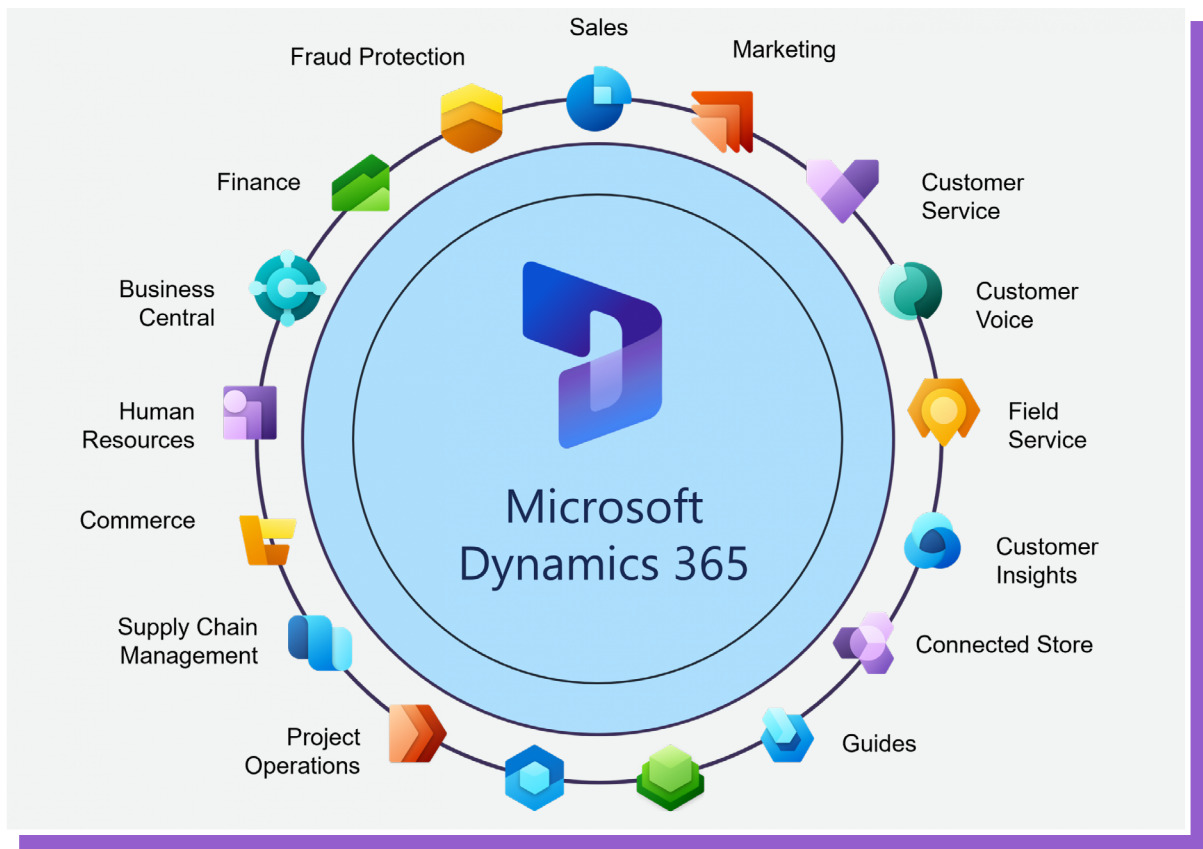 Sales
Marketing
Fraud Protection
Finance
Customer
Service
Business
Central
Customer
Voice
Human
Resources
Field
Service
Commerce
Customer
Insights
Supply Chain
Management
Connected Store
Project
Operations
Guides
Microsoft
Dynamics 365